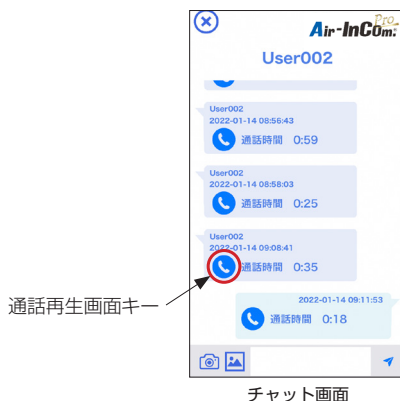 Air-InCom Pro
User002
User002
2022-01-14 08:56:43
通話時間 0:59
User002
2022-01-14 08:58:03
通話時間 0:25
User002
2022-01-14 09:08:41
通話時間 0:35
通話再生画面キー
2022-01-14 09:11:53
通話時間 0:18
チャット画面